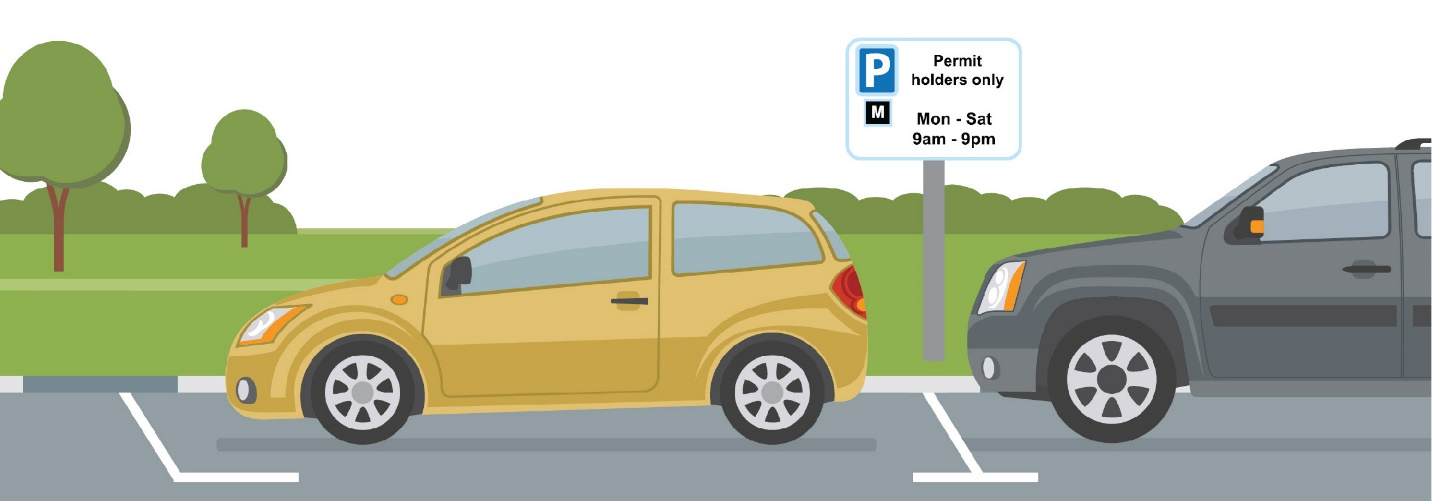 P
Permit
holders only
M
Mon - Sat
9am - 9pm